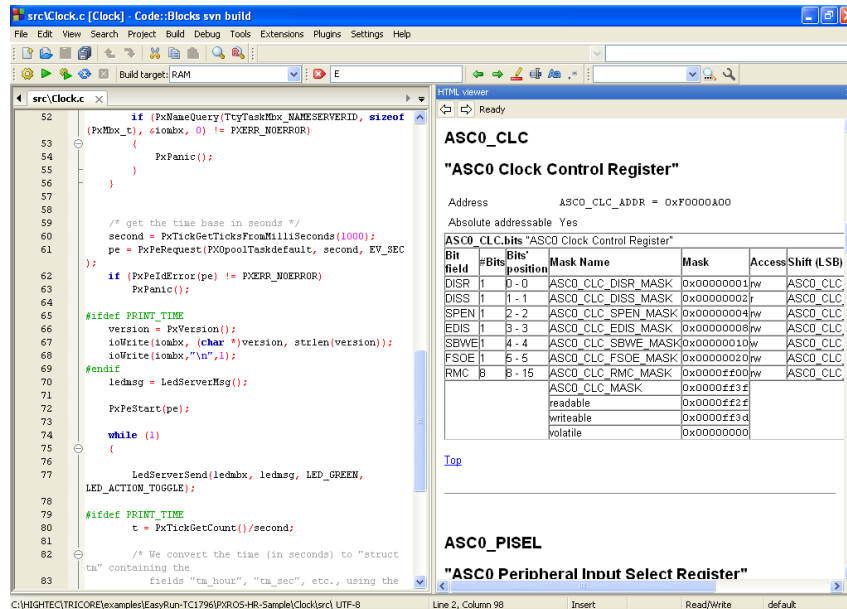 src\Clock.c [Clock] - Code::Blocks svn build
File Edit View Search Project Build Debug Tools Extensions Plugins Settings Help
Build target: RAM
E
src\Clock.c
52 if (PxNameQuery(TtyTaskMbx_NAMESERVERID, sizeof
(PxMbx_t), &iombx, 0) != PXERR_NOERROR)
53 {
54 PxPanic();
55 }
56 }
57
58
59 /* get the time base in seonds */
60 second = PxTickGetTicksFromMilliSeconds(1000);
61 pe = PxPeRequest(PXOpoolTaskdefault, second, EV_SEC
);
62 if (PxPeIdError(pe) != PXERR_NOERROR)
63 PxPanic();
64
65 #ifdef PRINT_TIME
66 version = PxVersion();
67 ioWrite(iombx, (char *)version, strlen(version));
68 ioWrite(iombx,"\n",1);
69 #endif
70 ledmsg = LedServerMsg();
71
72 PxPeStart(pe);
73
74 while (1)
75 {
76
77 LedServerSend(ledmbx, ledmsg, LED_GREEN,
LED_ACTION_TOGGLE);
78
79 #ifdef PRINT_TIME
80 t = PxTickGetCount()/second;
81
82 /* We convert the time (in seconds) to "struct
tm" containing the
83 fields "tm_hour", "tm_sec", etc., using the
HTML viewer
Ready
ASC0_CLC
"ASC0 Clock Control Register"
Address ASC0_CLC_ADDR = 0xF0000A00
Absolute addressable Yes
ASC0_CLC.bits "ASC0 Clock Control Register"
Bit field #Bits Bits' position Mask Name Mask Access Shift (LSB)
DISR 1 0 - 0 ASC0_CLC_DISR_MASK 0x00000001 rw ASC0_CLC_
DISS 1 1 - 1 ASC0_CLC_DISS_MASK 0x00000002 r ASC0_CLC_
SPEN 1 2 - 2 ASC0_CLC_SPEN_MASK 0x00000004 rw ASC0_CLC_
EDIS 1 3 - 3 ASC0_CLC_EDIS_MASK 0x00000008 rw ASC0_CLC_
SBWE 1 4 - 4 ASC0_CLC_SBWE_MASK 0x00000010 w ASC0_CLC_
FSOE 1 5 - 5 ASC0_CLC_FSOE_MASK 0x00000020 rw ASC0_CLC_
RMC 8 8 - 15 ASC0_CLC_RMC_MASK 0x0000ff00 rw ASC0_CLC_
ASC0_CLC_MASK 0x0000ff3f
readable 0x0000ff2f
writeable 0x0000ff3d
volatile 0x00000000
Top
ASC0_PISEL
"ASC0 Peripheral Input Select Register"
C:\HIGHTEC\TRICORE\examples\EasyRun-TC1796\PXROS-HR-Sample\Clock\src\ UTF-8 Line 2, Column 98 Insert Read/Write default